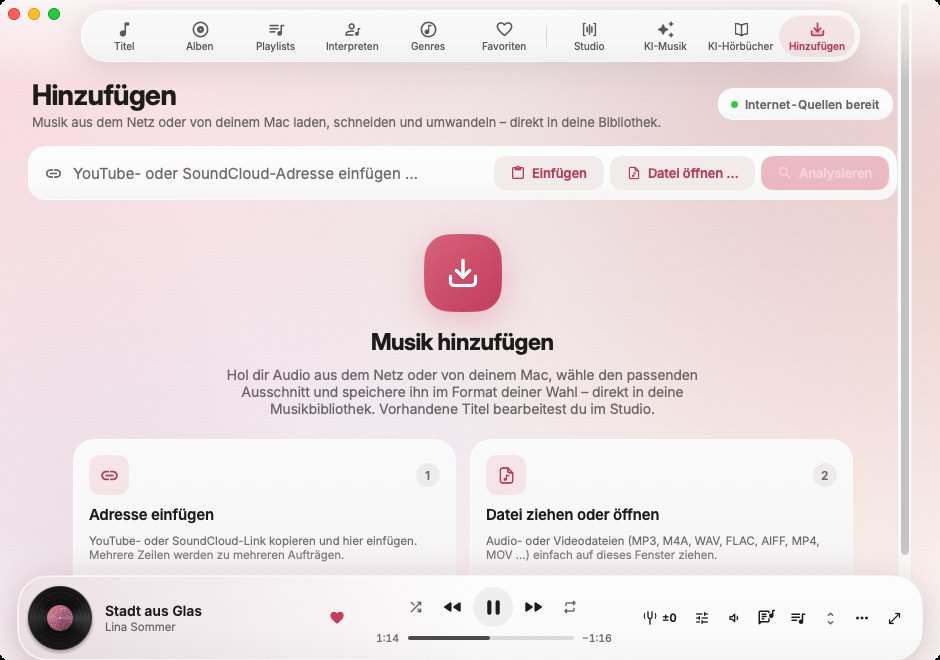 Titel
Alben
Playlists
Interpreten
Genres
Favoriten
Studio
KI-Musik
KI-Hörbücher
Hinzufügen
Hinzufügen
Internet-Quellen bereit
Musik aus dem Netz oder von deinem Mac laden, schneiden und umwandeln – direkt in deine Bibliothek.
YouTube- oder SoundCloud-Adresse einfügen ...
Einfügen
Datei öffnen ...
Analysieren
Musik hinzufügen
Hol dir Audio aus dem Netz oder von deinem Mac, wähle den passenden
Ausschnitt und speichere ihn im Format deiner Wahl – direkt in deine
Musikbibliothek. Vorhandene Titel bearbeitest du im Studio.
1
Adresse einfügen
YouTube- oder SoundCloud-Link kopieren und hier einfügen.
Mehrere Zeilen werden zu mehreren Aufträgen.
2
Datei ziehen oder öffnen
Audio- oder Videodateien (MP3, M4A, WAV, FLAC, AIFF, MP4,
MOV ...) einfach auf dieses Fenster ziehen.
Stadt aus Glas
Lina Sommer
1:14
−1:16
±0